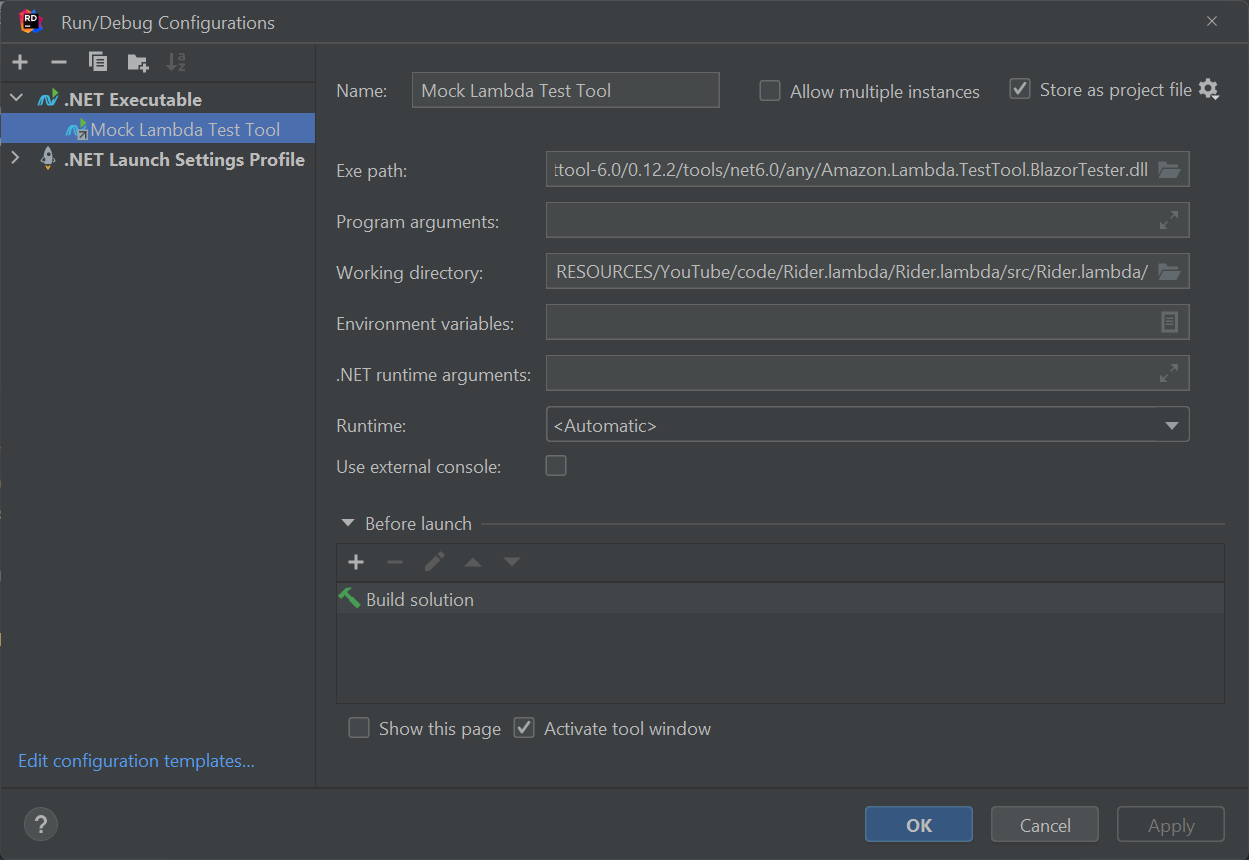 RD
Run/Debug Configurations
.NET Executable
Mock Lambda Test Tool
.NET Launch Settings Profile
Edit configuration templates...
Name: Mock Lambda Test Tool Allow multiple instances Store as project file
Exe path: ttool-6.0/0.12.2/tools/net6.0/any/Amazon.Lambda.TestTool.BlazorTester.dll
Program arguments:
Working directory: RESOURCES/YouTube/code/Rider.lambda/Rider.lambda/src/Rider.lambda/
Environment variables:
.NET runtime arguments:
Runtime: <Automatic>
Use external console:
Before launch
Build solution
Show this page Activate tool window
? OK Cancel Apply